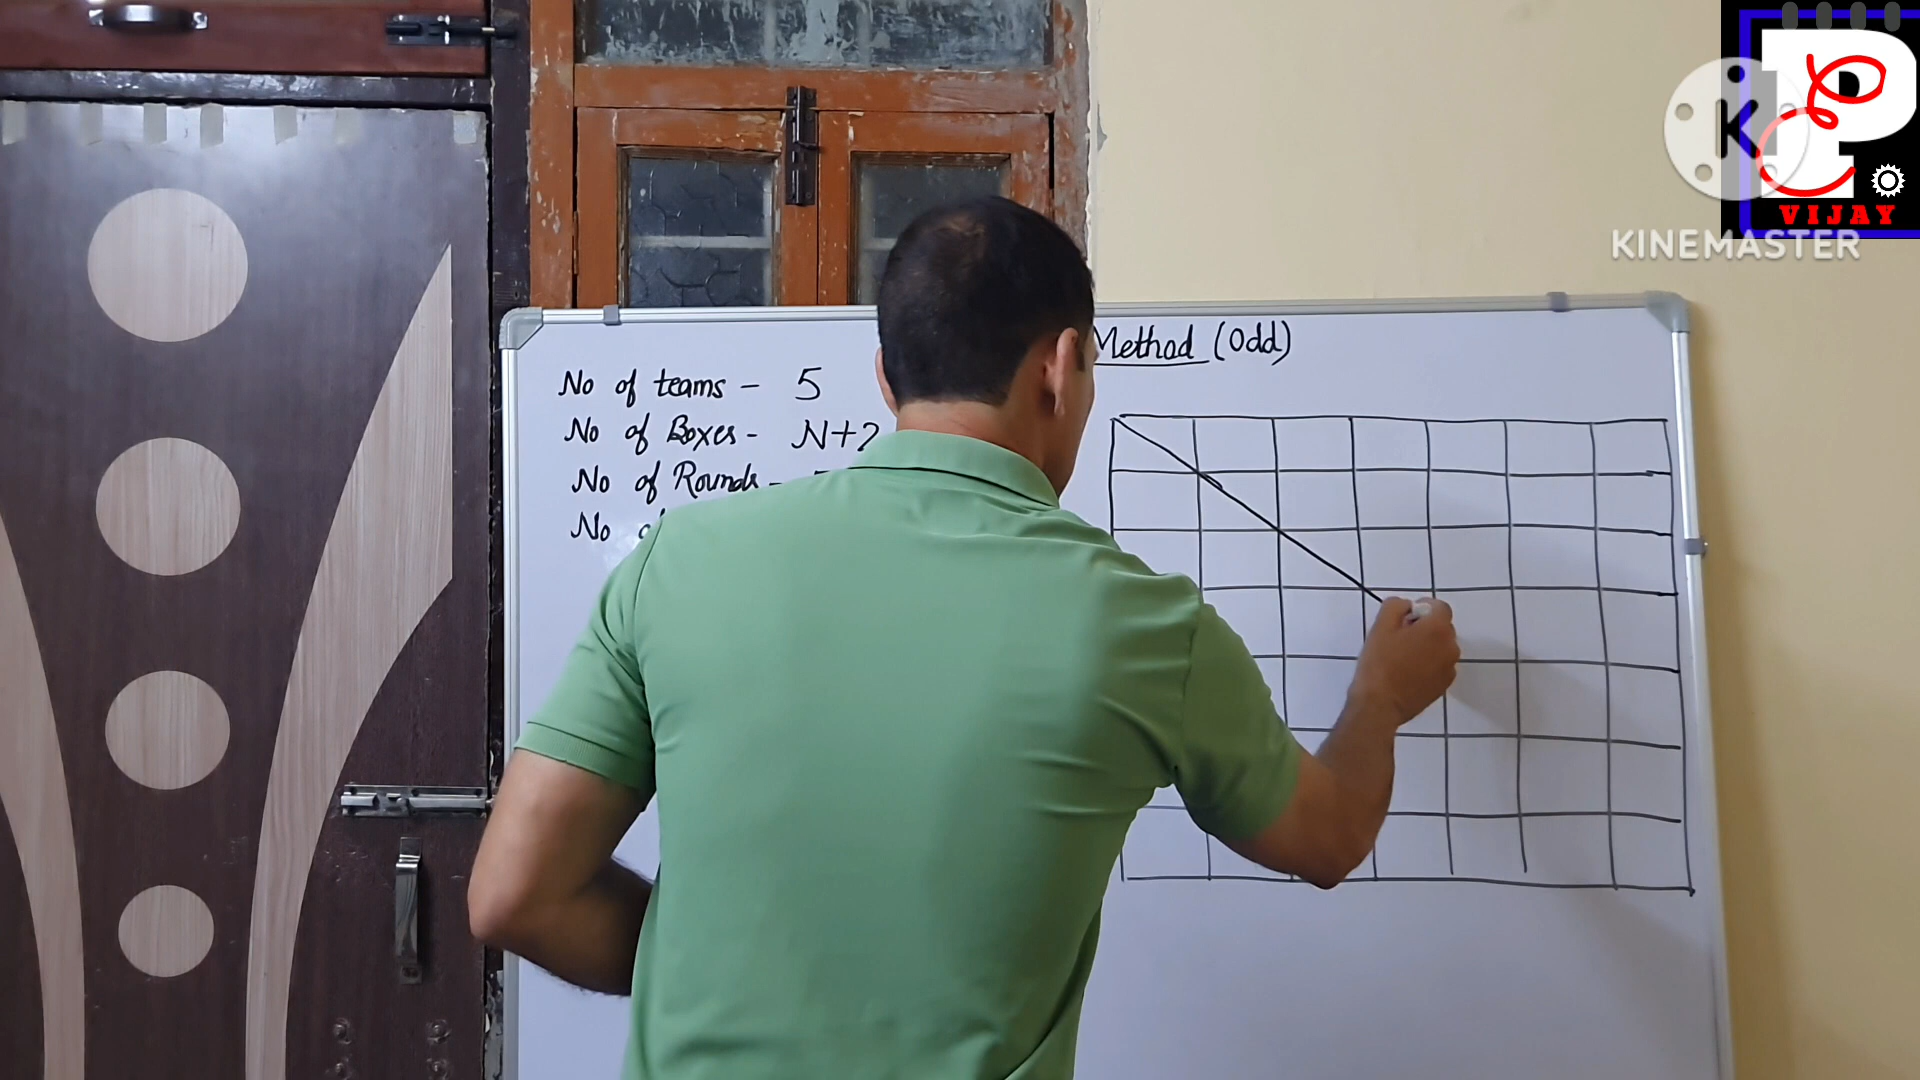 Method (Odd)
No of teams - 5
No of Boxes - N+2
No of Rounds -
No
P
K
VIJAY
KINEMASTER